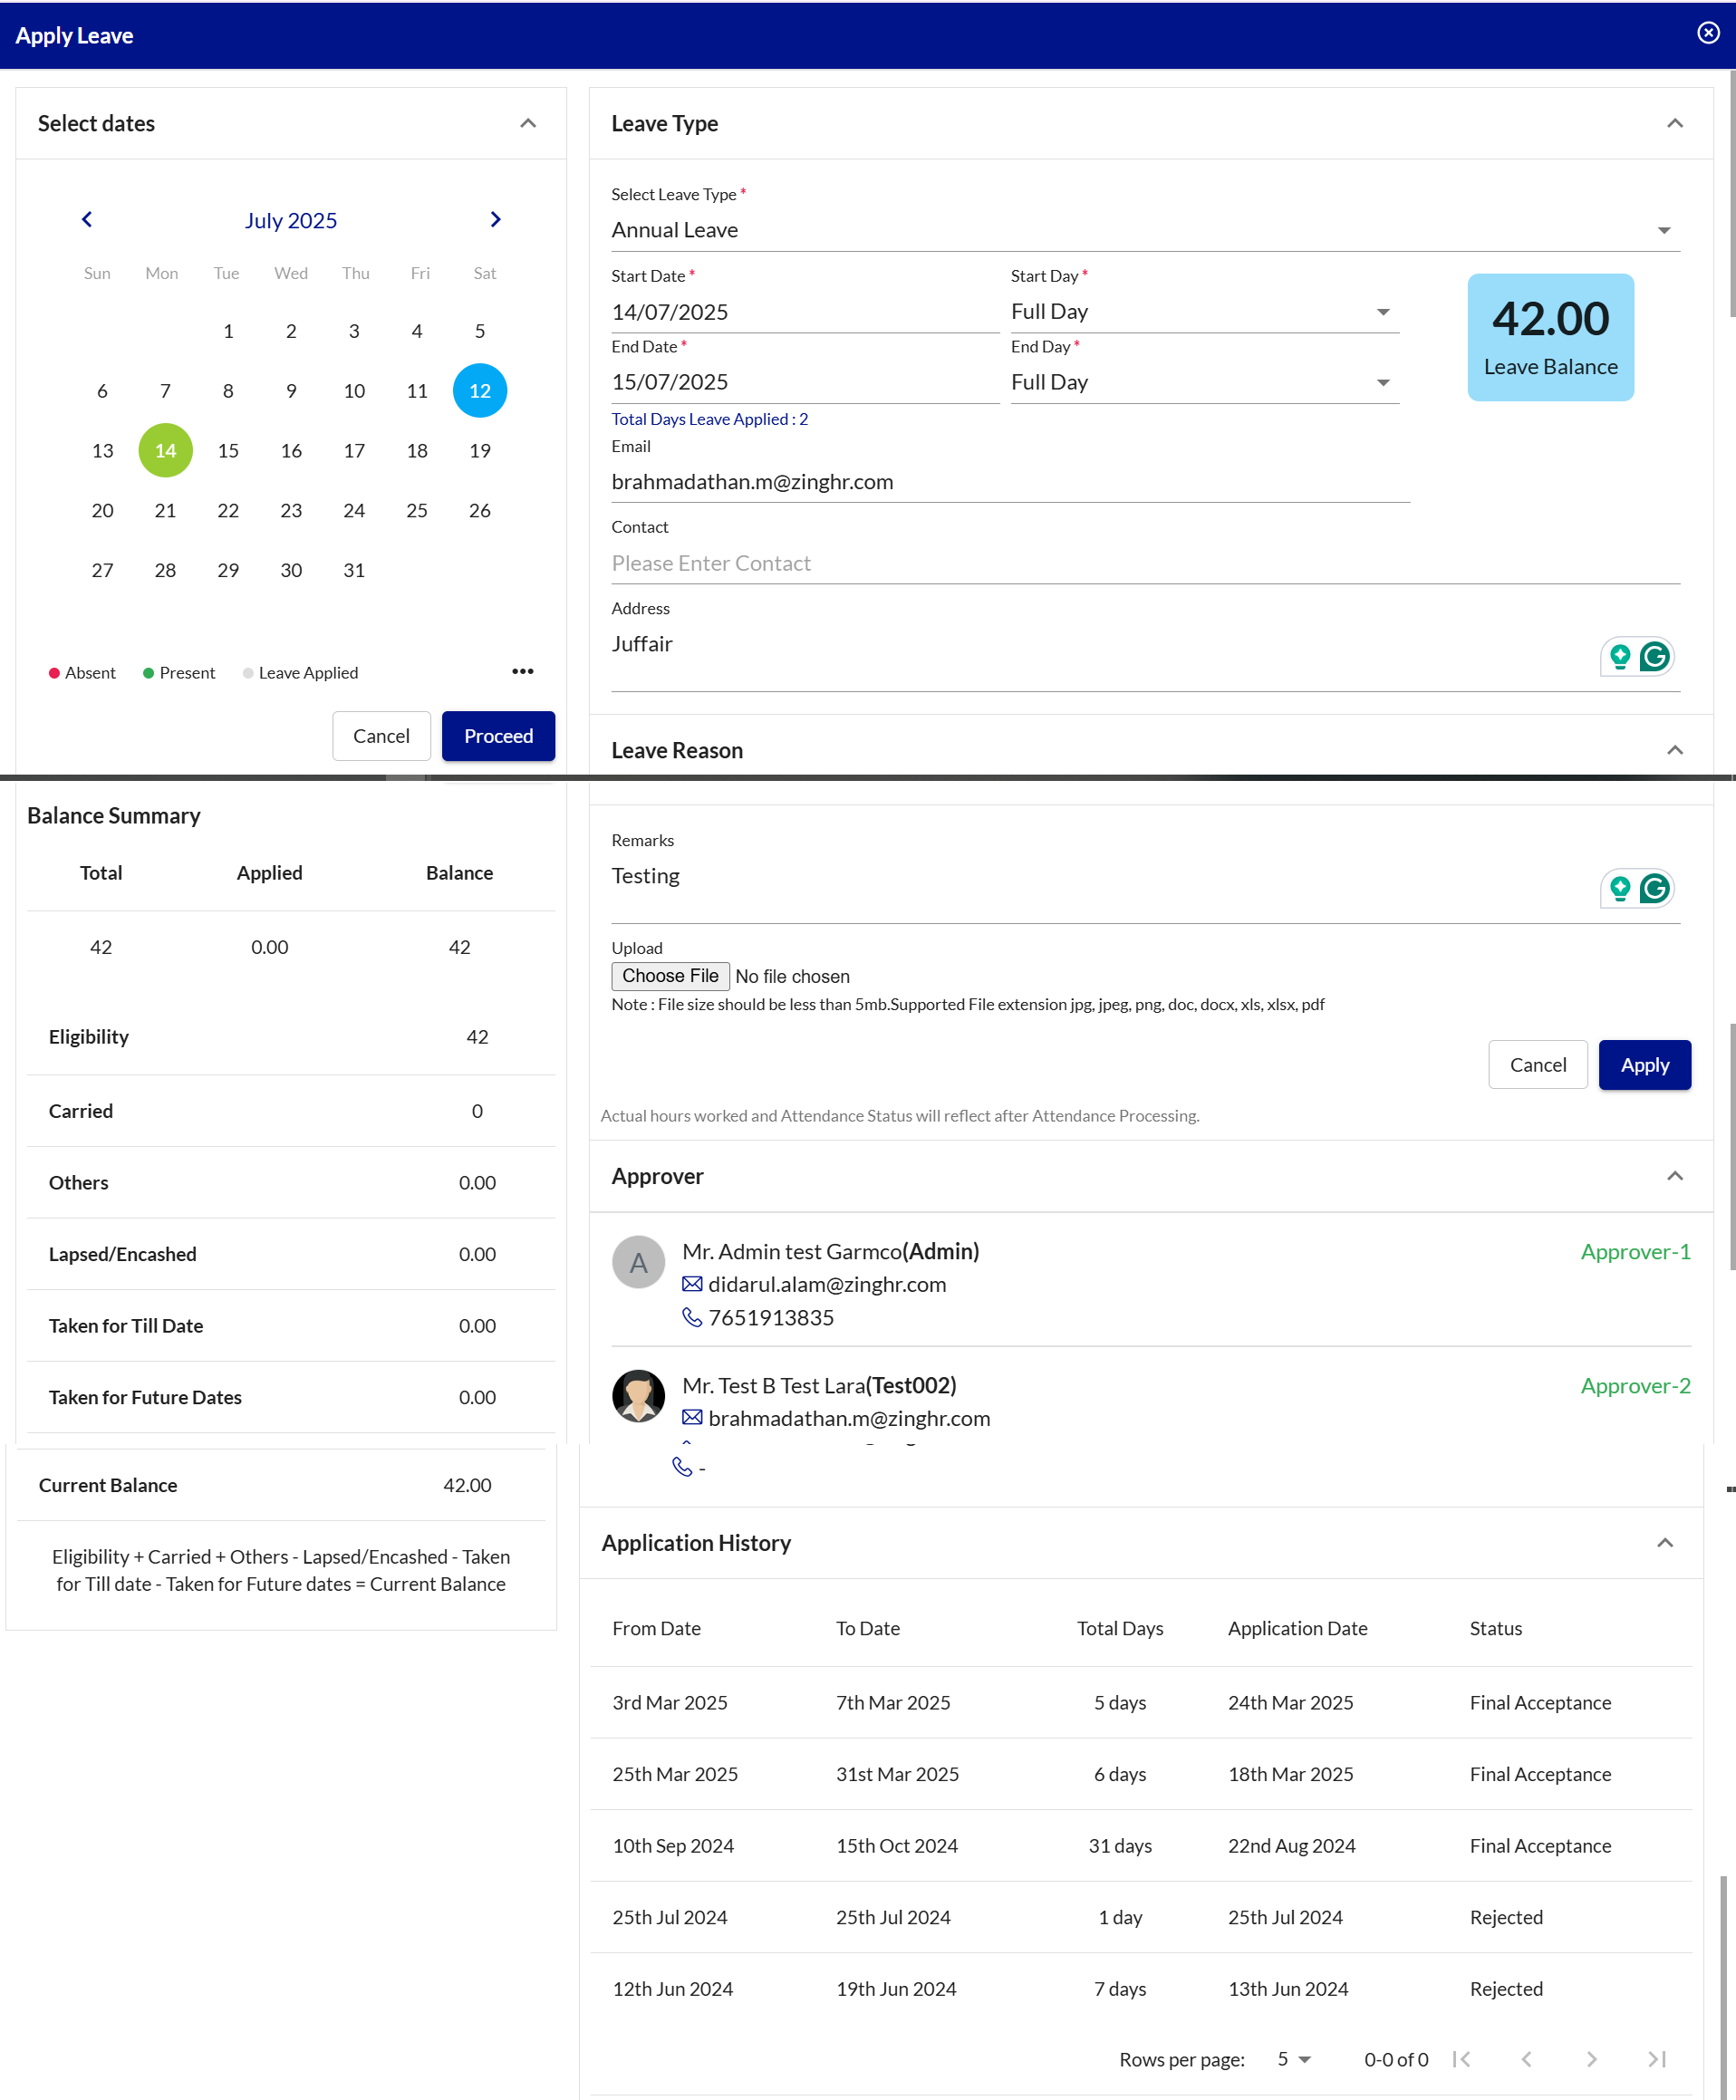 Apply Leave
Select dates
July 2025
Sun Mon Tue Wed Thu Fri Sat
1 2 3 4 5
6 7 8 9 10 11 12
13 14 15 16 17 18 19
20 21 22 23 24 25 26
27 28 29 30 31
Absent Present Leave Applied
Cancel Proceed
Leave Type
Select Leave Type *
Annual Leave
Start Date * Start Day *
14/07/2025 Full Day
End Date * End Day *
15/07/2025 Full Day
42.00
Leave Balance
Total Days Leave Applied : 2
Email
brahmadathan.m@zinghr.com
Contact
Please Enter Contact
Address
Juffair
Leave Reason
Balance Summary
Total Applied Balance
42 0.00 42
Eligibility 42
Carried 0
Others 0.00
Lapsed/Encashed 0.00
Taken for Till Date 0.00
Taken for Future Dates 0.00
Current Balance 42.00
Eligibility + Carried + Others - Lapsed/Encashed - Taken
for Till date - Taken for Future dates = Current Balance
Remarks
Testing
Upload
Choose File No file chosen
Note : File size should be less than 5mb.Supported File extension jpg, jpeg, png, doc, docx, xls, xlsx, pdf
Cancel Apply
Actual hours worked and Attendance Status will reflect after Attendance Processing.
Approver
A
Mr. Admin test Garmco(Admin) Approver-1
didarul.alam@zinghr.com
7651913835
Mr. Test B Test Lara(Test002) Approver-2
brahmadathan.m@zinghr.com
-
Application History
From Date To Date Total Days Application Date Status
3rd Mar 2025 7th Mar 2025 5 days 24th Mar 2025 Final Acceptance
25th Mar 2025 31st Mar 2025 6 days 18th Mar 2025 Final Acceptance
10th Sep 2024 15th Oct 2024 31 days 22nd Aug 2024 Final Acceptance
25th Jul 2024 25th Jul 2024 1 day 25th Jul 2024 Rejected
12th Jun 2024 19th Jun 2024 7 days 13th Jun 2024 Rejected
Rows per page: 5 0-0 of 0